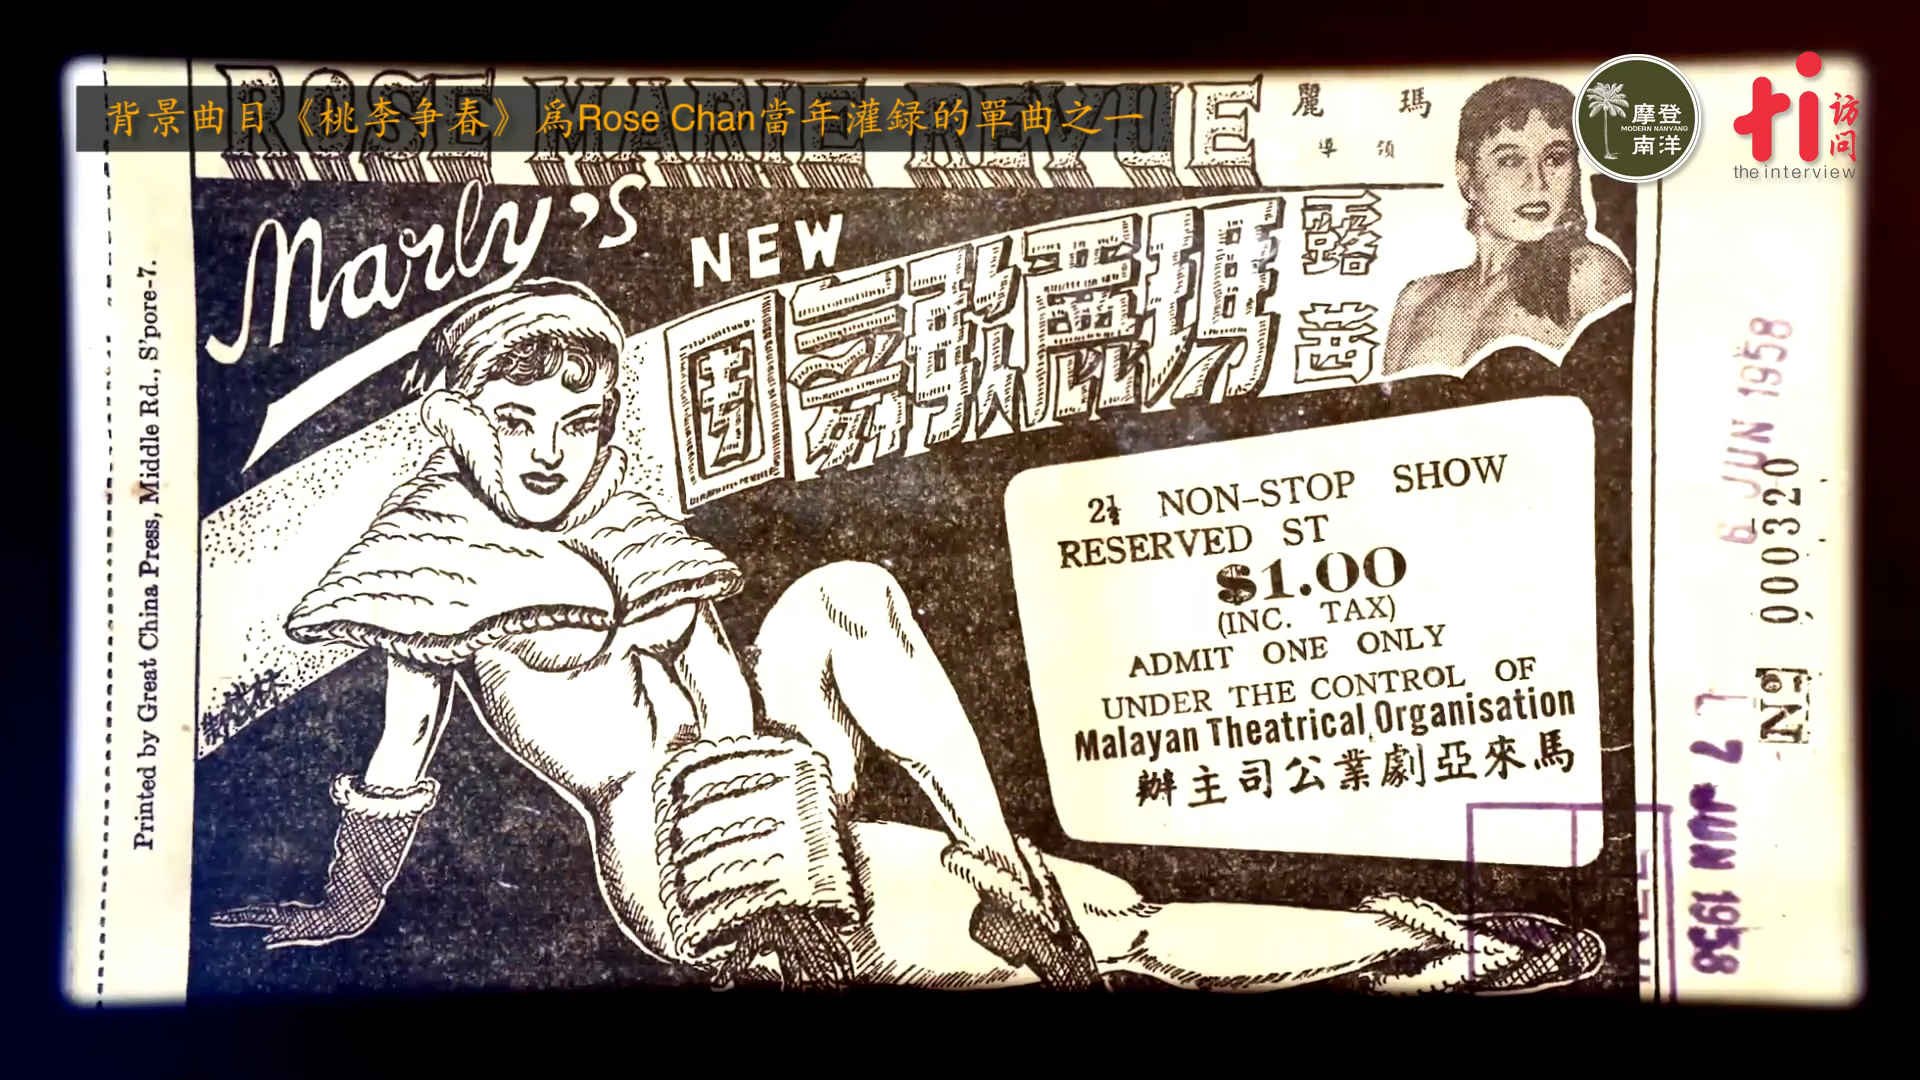 背景曲目《桃李争春》爲Rose Chan當年灌録的單曲之一
ROSE MARIE REVUE
麗 瑪
導 領
摩登
MODERN NANYANG
南洋
ti
访问
the interview
Marly's
NEW
露茜
瑪麗歌舞團
2½ NON-STOP SHOW
RESERVED ST
$1.00
(INC. TAX)
ADMIT ONE ONLY
UNDER THE CONTROL OF
Malayan Theatrical Organisation
辦主司公業劇亞來馬
Printed by Great China Press, Middle Rd., S'pore-7.
6 JUN 1958
No 000320
7 JUN 1958